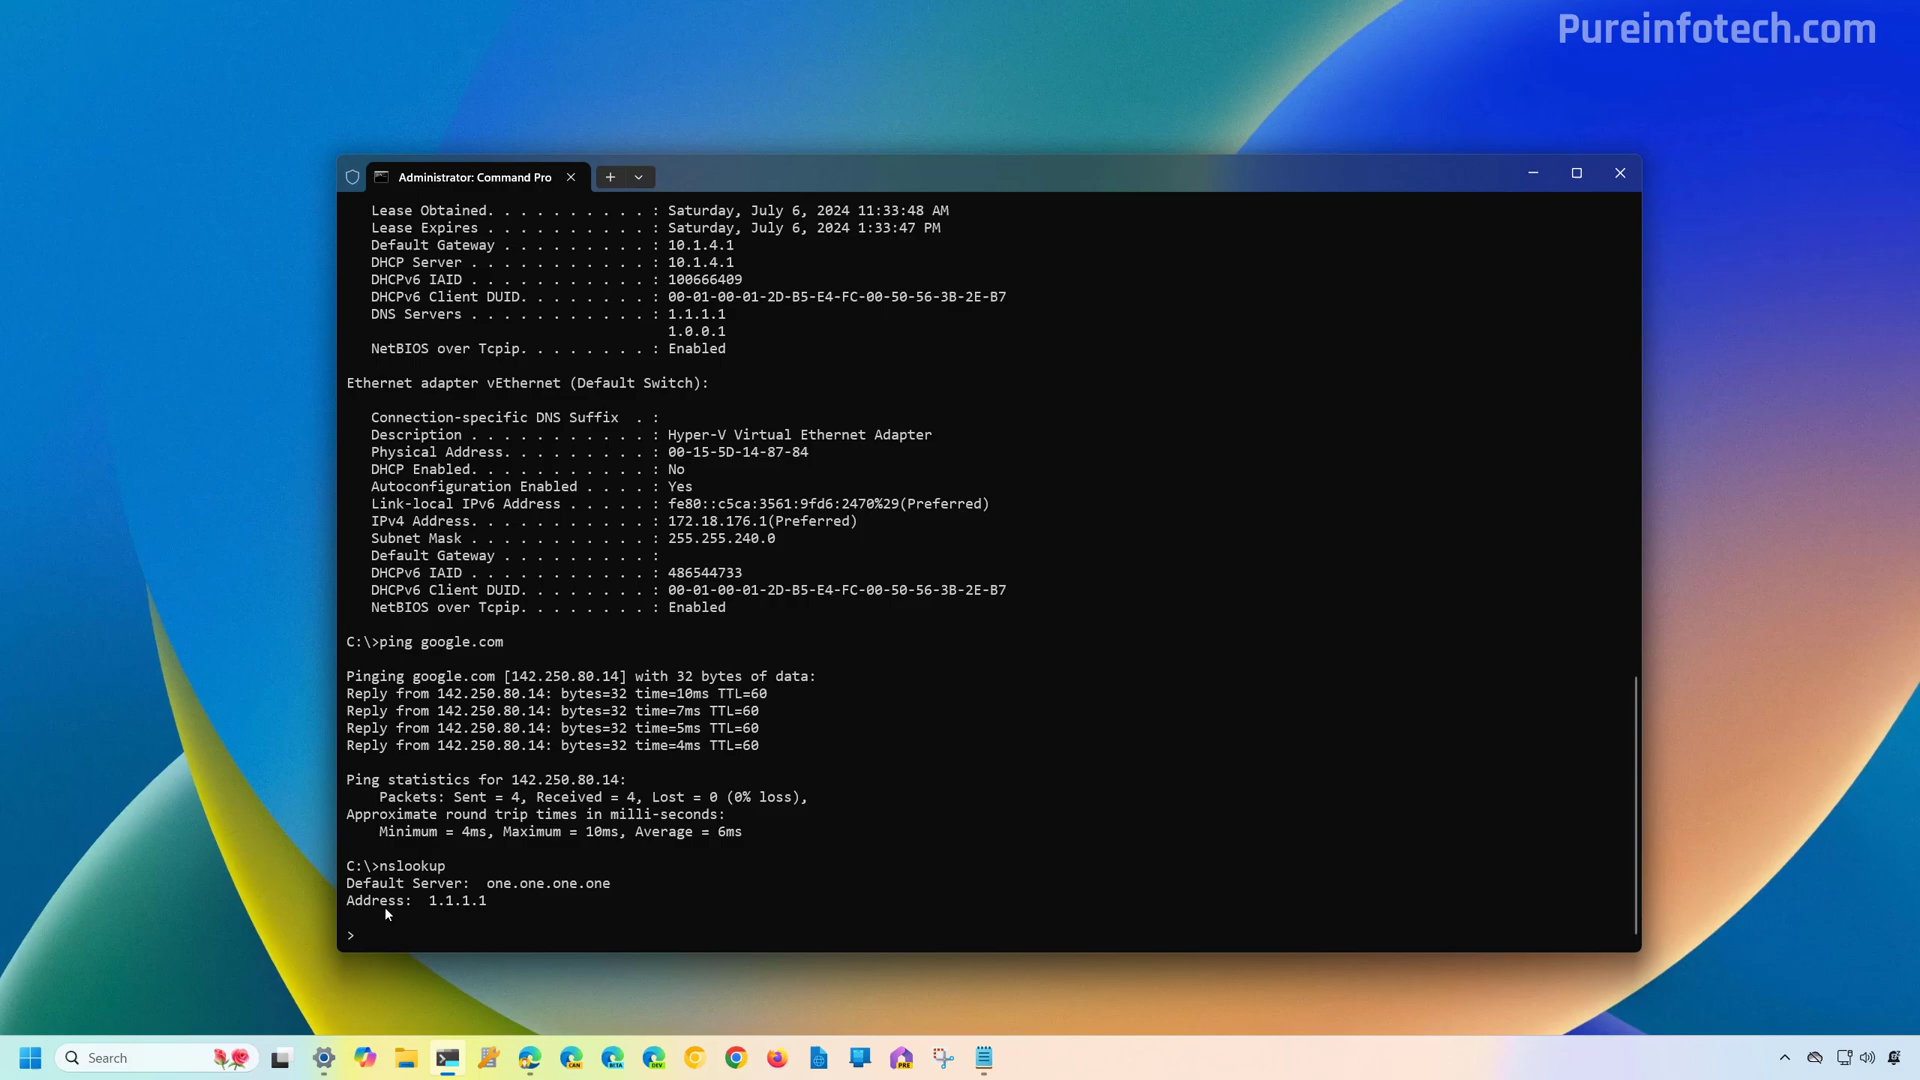 Pureinfotech.com
Administrator: Command Pro
Lease Obtained. . . . . . . . . . : Saturday, July 6, 2024 11:33:48 AM
Lease Expires . . . . . . . . . . : Saturday, July 6, 2024 1:33:47 PM
Default Gateway . . . . . . . . . : 10.1.4.1
DHCP Server . . . . . . . . . . . : 10.1.4.1
DHCPv6 IAID . . . . . . . . . . . : 100666409
DHCPv6 Client DUID. . . . . . . . : 00-01-00-01-2D-B5-E4-FC-00-50-56-3B-2E-B7
DNS Servers . . . . . . . . . . . : 1.1.1.1
1.0.0.1
NetBIOS over Tcpip. . . . . . . . : Enabled
Ethernet adapter vEthernet (Default Switch):
Connection-specific DNS Suffix  . :
Description . . . . . . . . . . . : Hyper-V Virtual Ethernet Adapter
Physical Address. . . . . . . . . : 00-15-5D-14-87-84
DHCP Enabled. . . . . . . . . . . : No
Autoconfiguration Enabled . . . . : Yes
Link-local IPv6 Address . . . . . : fe80::c5ca:3561:9fd6:2470%29(Preferred)
IPv4 Address. . . . . . . . . . . : 172.18.176.1(Preferred)
Subnet Mask . . . . . . . . . . . : 255.255.240.0
Default Gateway . . . . . . . . . :
DHCPv6 IAID . . . . . . . . . . . : 486544733
DHCPv6 Client DUID. . . . . . . . : 00-01-00-01-2D-B5-E4-FC-00-50-56-3B-2E-B7
NetBIOS over Tcpip. . . . . . . . : Enabled
C:\>ping google.com
Pinging google.com [142.250.80.14] with 32 bytes of data:
Reply from 142.250.80.14: bytes=32 time=10ms TTL=60
Reply from 142.250.80.14: bytes=32 time=7ms TTL=60
Reply from 142.250.80.14: bytes=32 time=5ms TTL=60
Reply from 142.250.80.14: bytes=32 time=4ms TTL=60
Ping statistics for 142.250.80.14:
Packets: Sent = 4, Received = 4, Lost = 0 (0% loss),
Approximate round trip times in milli-seconds:
Minimum = 4ms, Maximum = 10ms, Average = 6ms
C:\>nslookup
Default Server:  one.one.one.one
Address:  1.1.1.1
>
Search
CAN
BETA
DEV
PRE